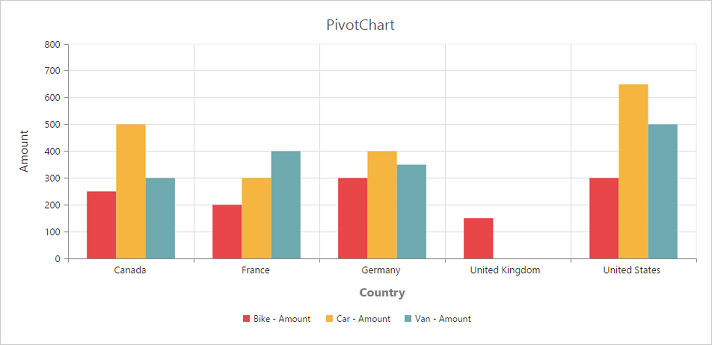 PivotChart
800
700
600
500
400
300
200
100
0
Amount
Canada France Germany United Kingdom United States
Country
Bike - Amount Car - Amount Van - Amount